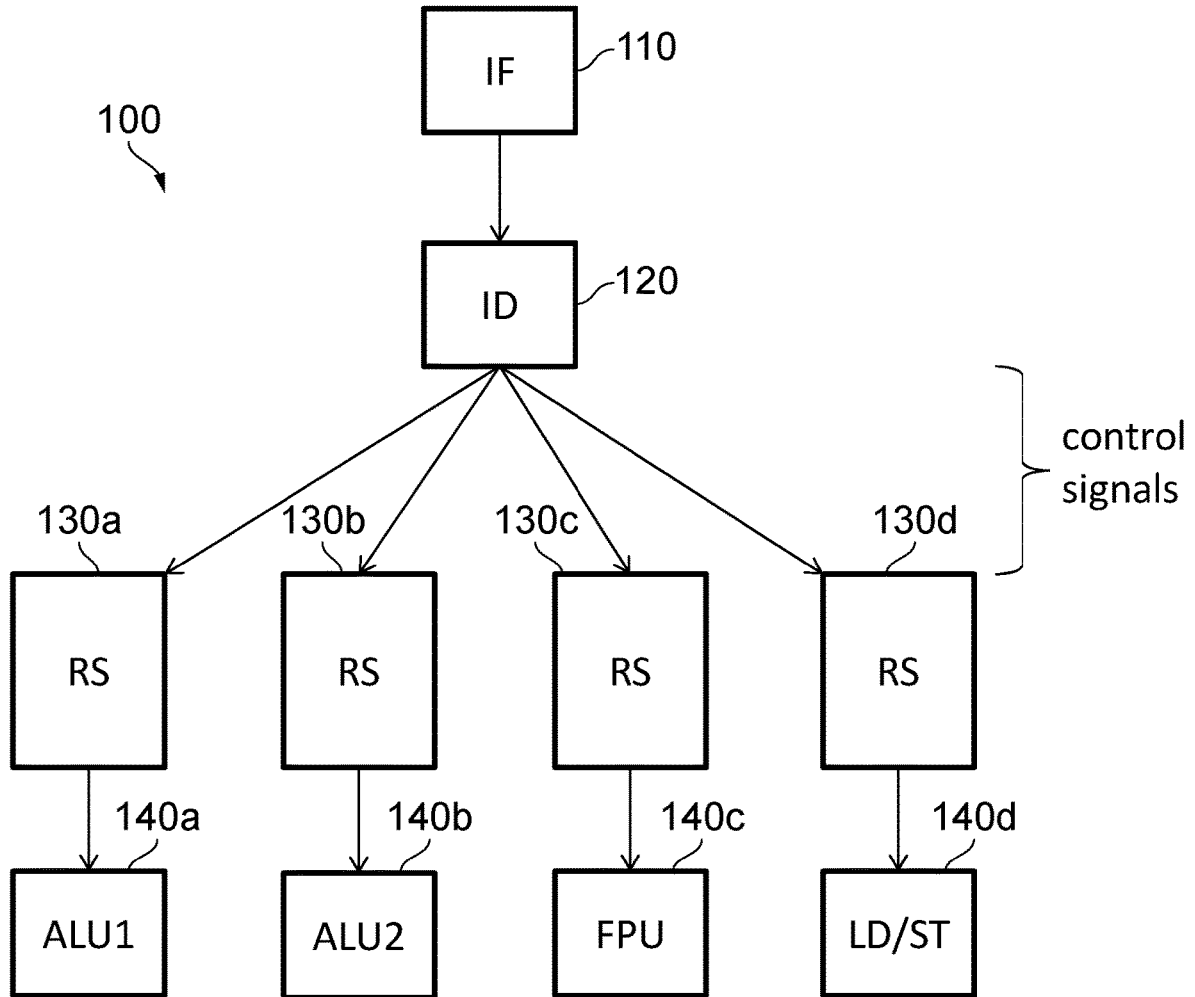 IF
110
100
ID
120
control
signals
130a
130b
130c
130d
RS
RS
RS
RS
140a
140b
140c
140d
ALU1
ALU2
FPU
LD/ST